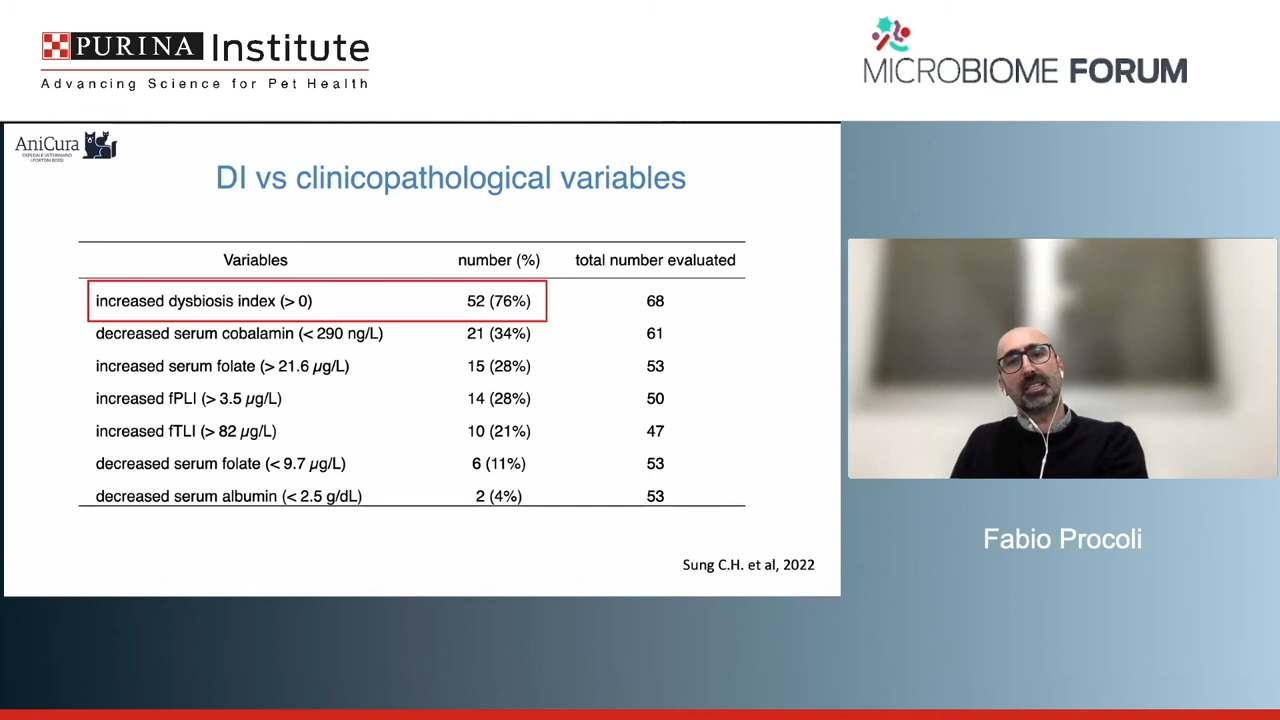 PURINA Institute
Advancing Science for Pet Health
MICROBIOME FORUM
AniCura
OSPEDALE VETERINARIO
I PORTONI ROSSI
DI vs clinicopathological variables
Variables number (%) total number evaluated
increased dysbiosis index (> 0) 52 (76%) 68
decreased serum cobalamin (< 290 ng/L) 21 (34%) 61
increased serum folate (> 21.6 µg/L) 15 (28%) 53
increased fPLI (> 3.5 µg/L) 14 (28%) 50
increased fTLI (> 82 µg/L) 10 (21%) 47
decreased serum folate (< 9.7 µg/L) 6 (11%) 53
decreased serum albumin (< 2.5 g/dL) 2 (4%) 53
Sung C.H. et al, 2022
Fabio Procoli